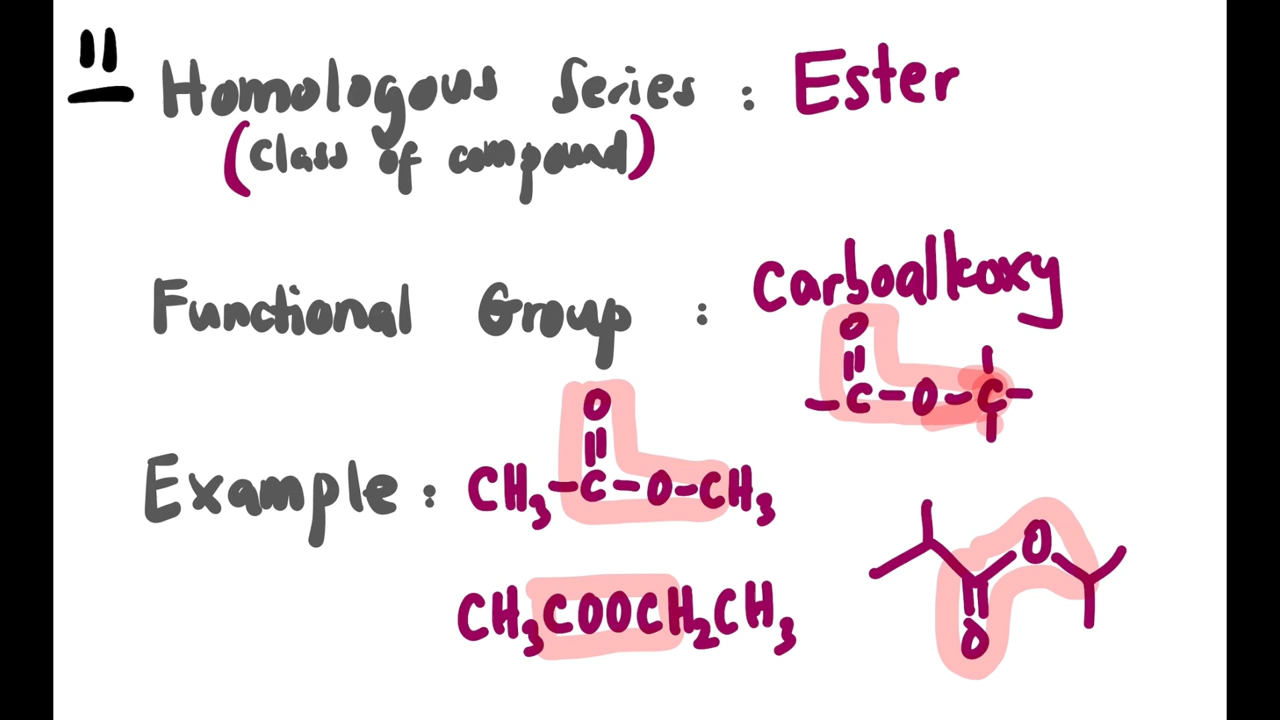 11 Homologous Series : Ester
(Class of compound)
Functional Group : Carboalkoxy
O
||
– C – O – C –
Example :
O
||
CH₃ – C – O – CH₃
O
CH₃COOCH₂CH₃
O